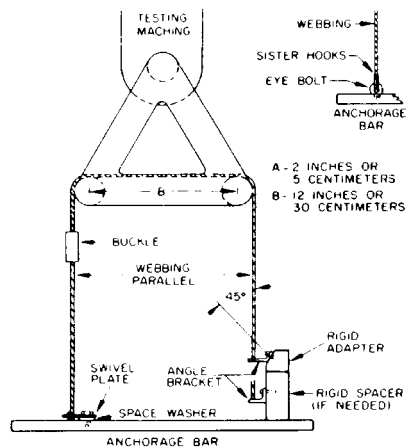 TESTING
MACHING
WEBBING
SISTER HOOKS
EYE BOLT
ANCHORAGE
BAR
A - 2 INCHES OR
5 CENTIMETERS
B - 12 INCHES OR
30 CENTIMETERS
B
BUCKLE
WEBBING
PARALLEL
45°
RIGID
ADAPTER
ANGLE
BRACKET
SWIVEL
PLATE
RIGID SPACER
(IF NEEDED)
SPACE WASHER
ANCHORAGE BAR